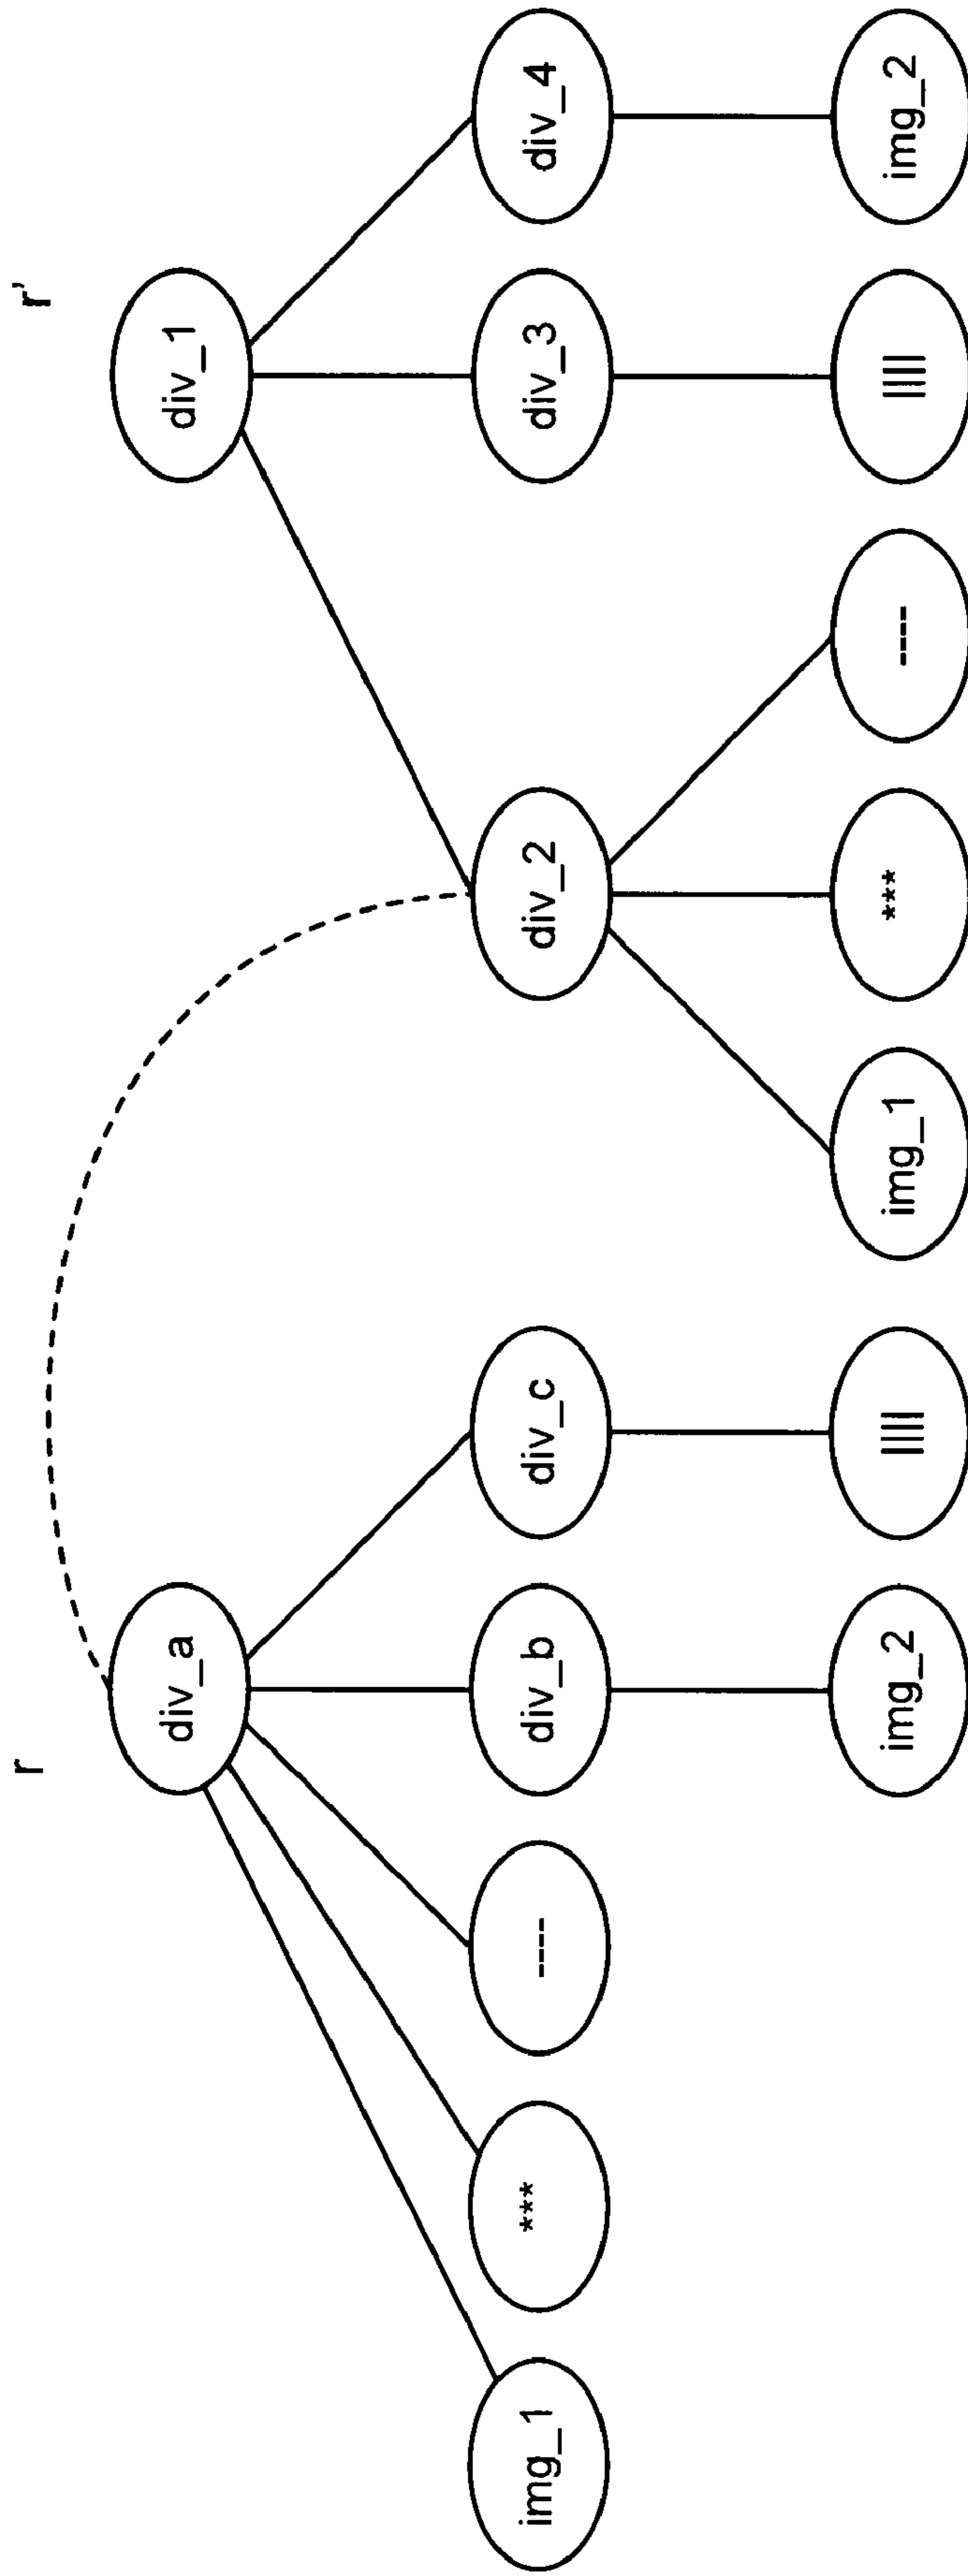 r
r'
div_a
div_1
img_1
***
----
div_b
div_c
div_2
div_3
div_4
img_2
||||
img_1
***
----
||||
img_2